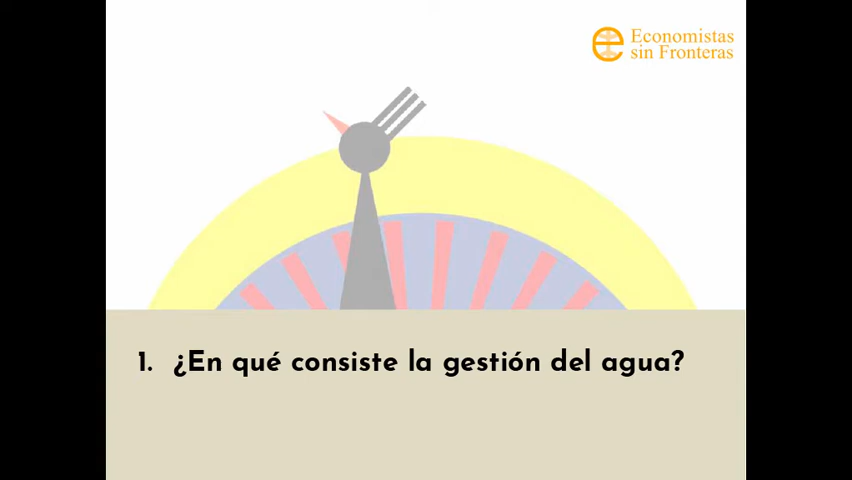 Economistas
sin Fronteras
1. ¿En qué consiste la gestión del agua?